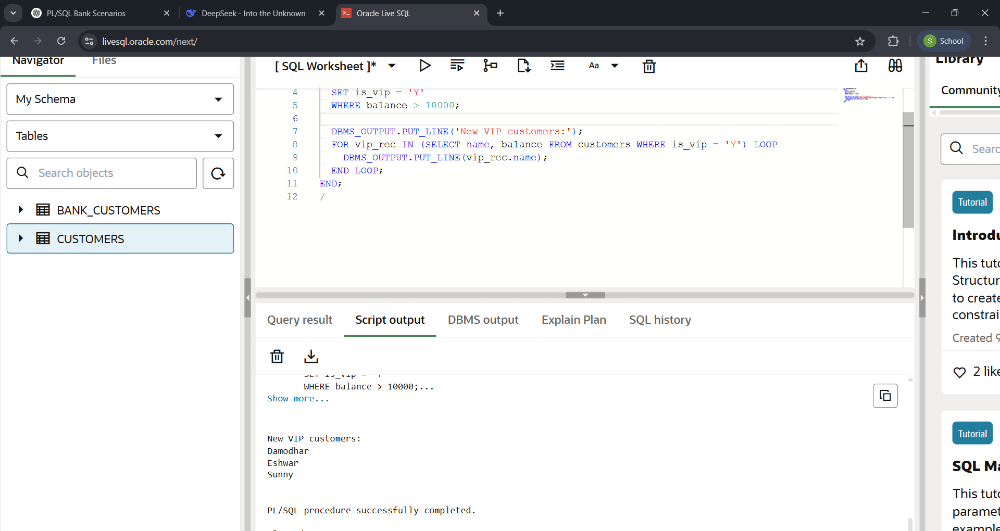 PL/SQL Bank Scenarios
DeepSeek - Into the Unknown
Oracle Live SQL
livesql.oracle.com/next/
S School
Navigator
Files
My Schema
Tables
Search objects
BANK_CUSTOMERS
CUSTOMERS
[ SQL Worksheet ]*
Aa
4 SET is_vip = 'Y'
5 WHERE balance > 10000;
6
7 DBMS_OUTPUT.PUT_LINE('New VIP customers:');
8 FOR vip_rec IN (SELECT name, balance FROM customers WHERE is_vip = 'Y') LOOP
9 DBMS_OUTPUT.PUT_LINE(vip_rec.name);
10 END LOOP;
11 END;
12 /
Query result
Script output
DBMS output
Explain Plan
SQL history
SET is_vip = 'Y'
WHERE balance > 10000;...
Show more...
New VIP customers:
Damodhar
Eshwar
Sunny
PL/SQL procedure successfully completed.
Library
Community
Searc
Tutorial
Introdu
This tuto
Structur
to create
constrai
Created 9
2 like
Tutorial
SQL Ma
This tuto
paramet
example